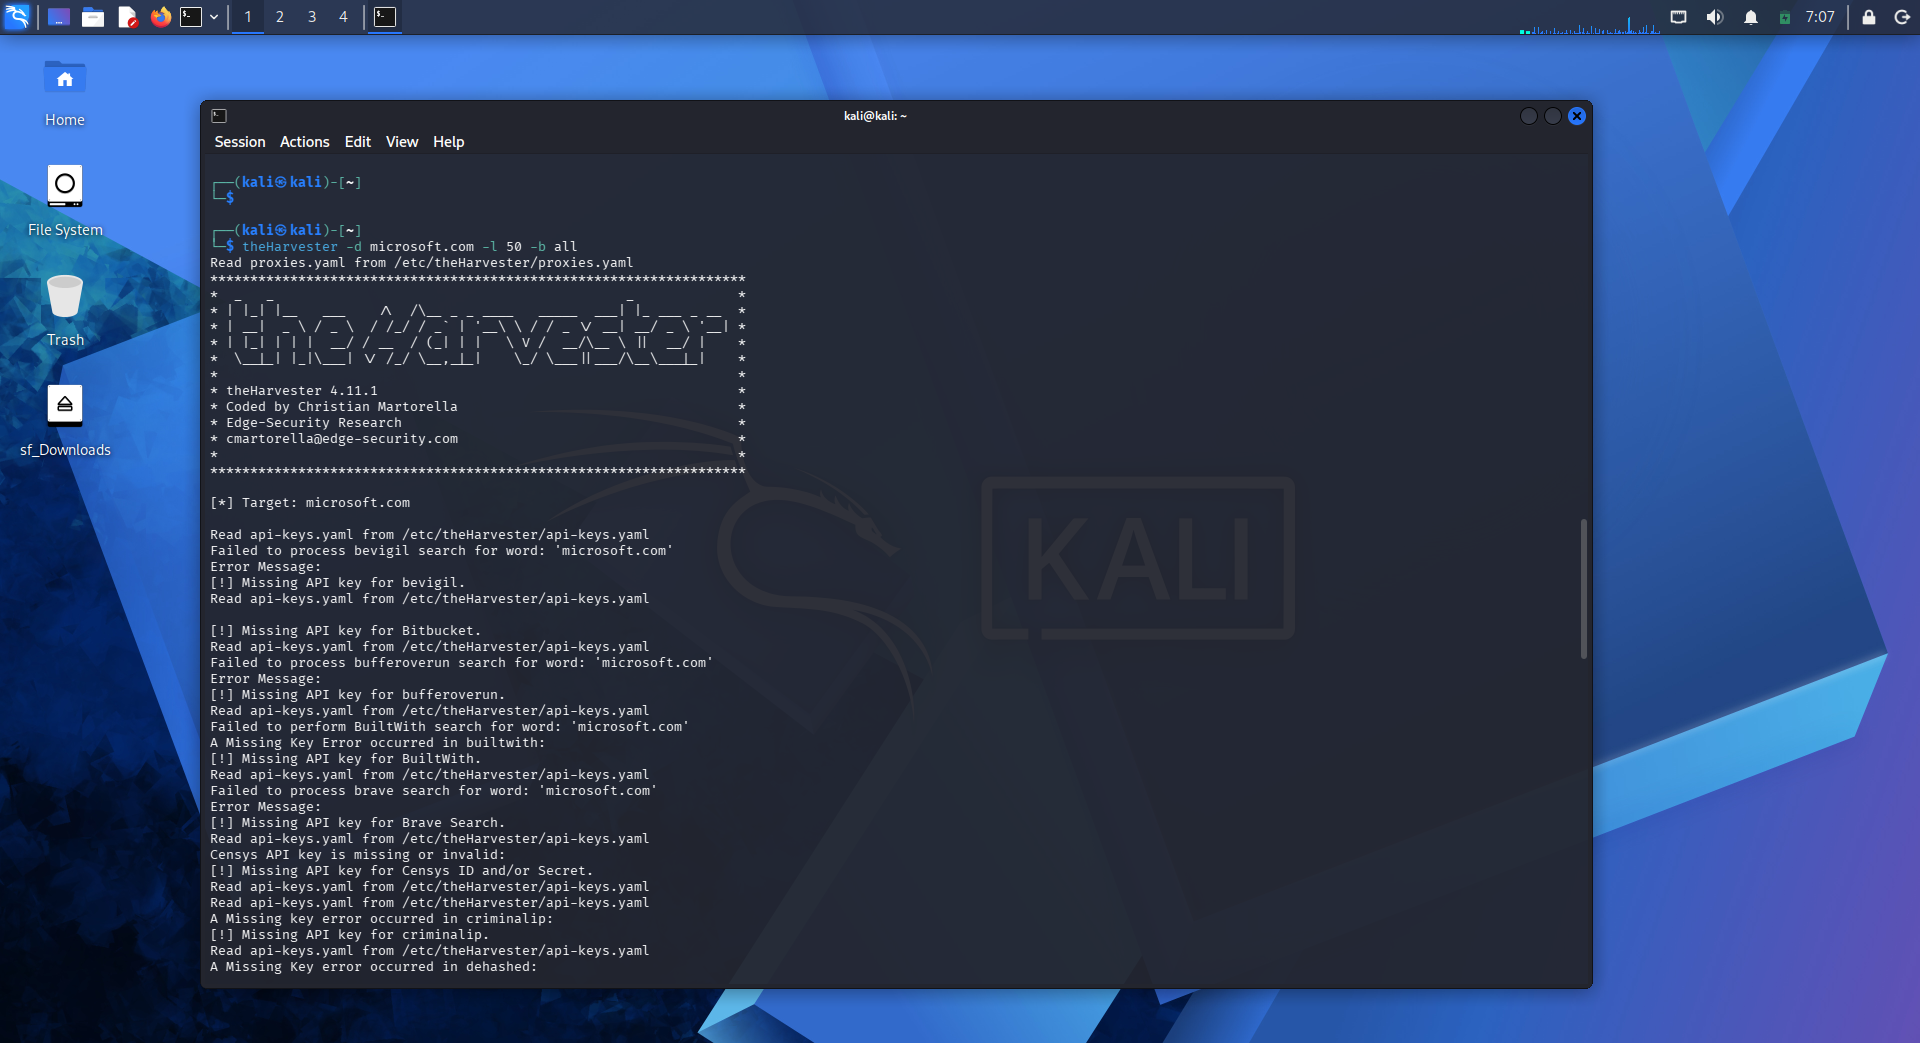 1 2 3 4 7:07
Home
File System
Trash
sf_Downloads
kali@kali: ~
Session Actions Edit View Help
┌──(kali㉿kali)-[~]
└─$
┌──(kali㉿kali)-[~]
└─$ theHarvester -d microsoft.com -l 50 -b all
Read proxies.yaml from /etc/theHarvester/proxies.yaml
*******************************************************************
theHarvester
* theHarvester 4.11.1 *
* Coded by Christian Martorella *
* Edge-Security Research *
* cmartorella@edge-security.com *
* *
*******************************************************************
[*] Target: microsoft.com
Read api-keys.yaml from /etc/theHarvester/api-keys.yaml
Failed to process bevigil search for word: 'microsoft.com'
Error Message:
[!] Missing API key for bevigil.
Read api-keys.yaml from /etc/theHarvester/api-keys.yaml
[!] Missing API key for Bitbucket.
Read api-keys.yaml from /etc/theHarvester/api-keys.yaml
Failed to process bufferoverun search for word: 'microsoft.com'
Error Message:
[!] Missing API key for bufferoverun.
Read api-keys.yaml from /etc/theHarvester/api-keys.yaml
Failed to perform BuiltWith search for word: 'microsoft.com'
A Missing Key Error occurred in builtwith:
[!] Missing API key for BuiltWith.
Read api-keys.yaml from /etc/theHarvester/api-keys.yaml
Failed to process brave search for word: 'microsoft.com'
Error Message:
[!] Missing API key for Brave Search.
Read api-keys.yaml from /etc/theHarvester/api-keys.yaml
Censys API key is missing or invalid:
[!] Missing API key for Censys ID and/or Secret.
Read api-keys.yaml from /etc/theHarvester/api-keys.yaml
Read api-keys.yaml from /etc/theHarvester/api-keys.yaml
A Missing key error occurred in criminalip:
[!] Missing API key for criminalip.
Read api-keys.yaml from /etc/theHarvester/api-keys.yaml
A Missing Key error occurred in dehashed:
KALI